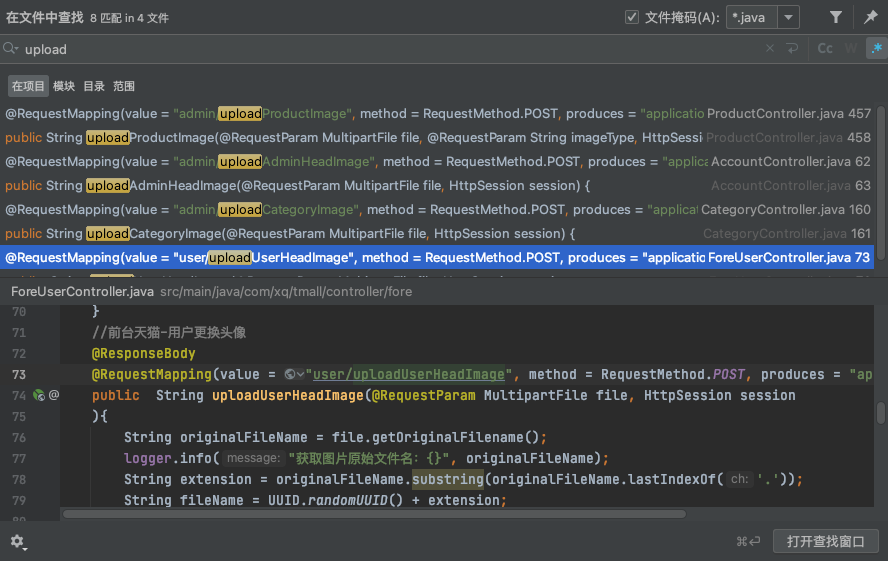 在文件中查找 8 匹配 in 4 文件 文件掩码(A): *.java
upload Cc W .*
在项目 模块 目录 范围
@RequestMapping(value = "admin/uploadProductImage", method = RequestMethod.POST, produces = "applicatio ProductController.java 457
public String uploadProductImage(@RequestParam MultipartFile file, @RequestParam String imageType, HttpSessi ProductController.java 458
@RequestMapping(value = "admin/uploadAdminHeadImage", method = RequestMethod.POST, produces = "applica AccountController.java 62
public String uploadAdminHeadImage(@RequestParam MultipartFile file, HttpSession session) { AccountController.java 63
@RequestMapping(value = "admin/uploadCategoryImage", method = RequestMethod.POST, produces = "applicat CategoryController.java 160
public String uploadCategoryImage(@RequestParam MultipartFile file, HttpSession session) { CategoryController.java 161
@RequestMapping(value = "user/uploadUserHeadImage", method = RequestMethod.POST, produces = "applicatio ForeUserController.java 73
ForeUserController.java src/main/java/com/xq/tmall/controller/fore
70 }
71 //前台天猫-用户更换头像
72 @ResponseBody
73 @RequestMapping(value = "user/uploadUserHeadImage", method = RequestMethod.POST, produces = "ap
74 @ public String uploadUserHeadImage(@RequestParam MultipartFile file, HttpSession session
75 ){
76 String originalFileName = file.getOriginalFilename();
77 logger.info( message: "获取图片原始文件名: {}", originalFileName);
78 String extension = originalFileName.substring(originalFileName.lastIndexOf( ch: '.'));
79 String fileName = UUID.randomUUID() + extension;
80
⌘⏎ 打开查找窗口